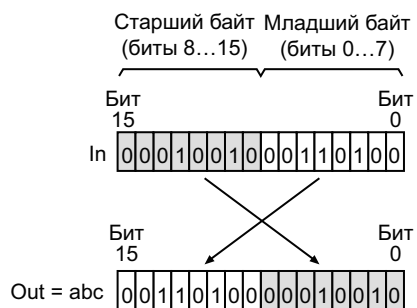 Старший байт Младший байт
(биты 8...15) (биты 0...7)
Бит Бит
15 0
In 0 0 0 1 0 0 1 0 0 0 1 1 0 1 0 0
Бит Бит
15 0
Out = abc 0 0 1 1 0 1 0 0 0 0 0 1 0 0 1 0